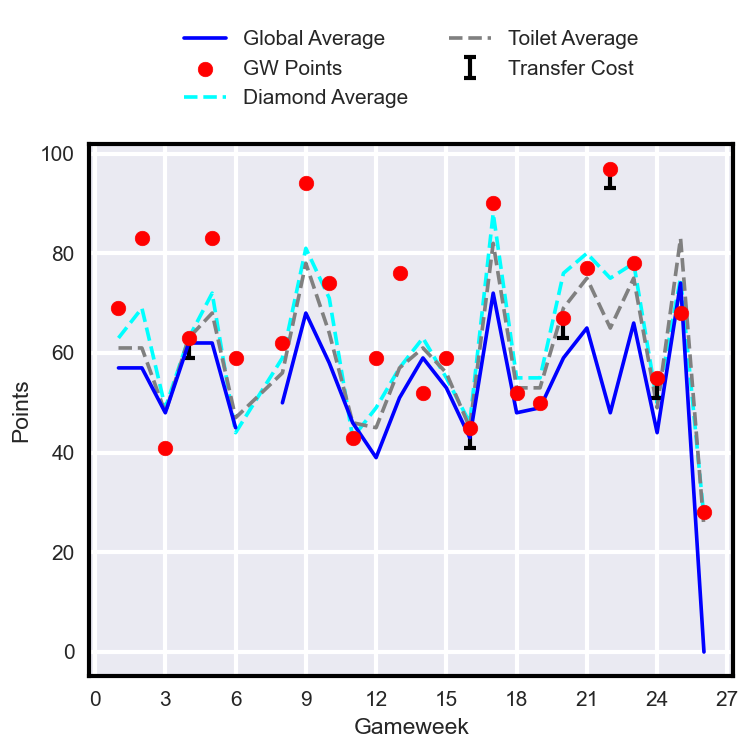 Global Average
GW Points
Diamond Average
Toilet Average
Transfer Cost
100
80
60
40
20
0
Points
0 3 6 9 12 15 18 21 24 27
Gameweek